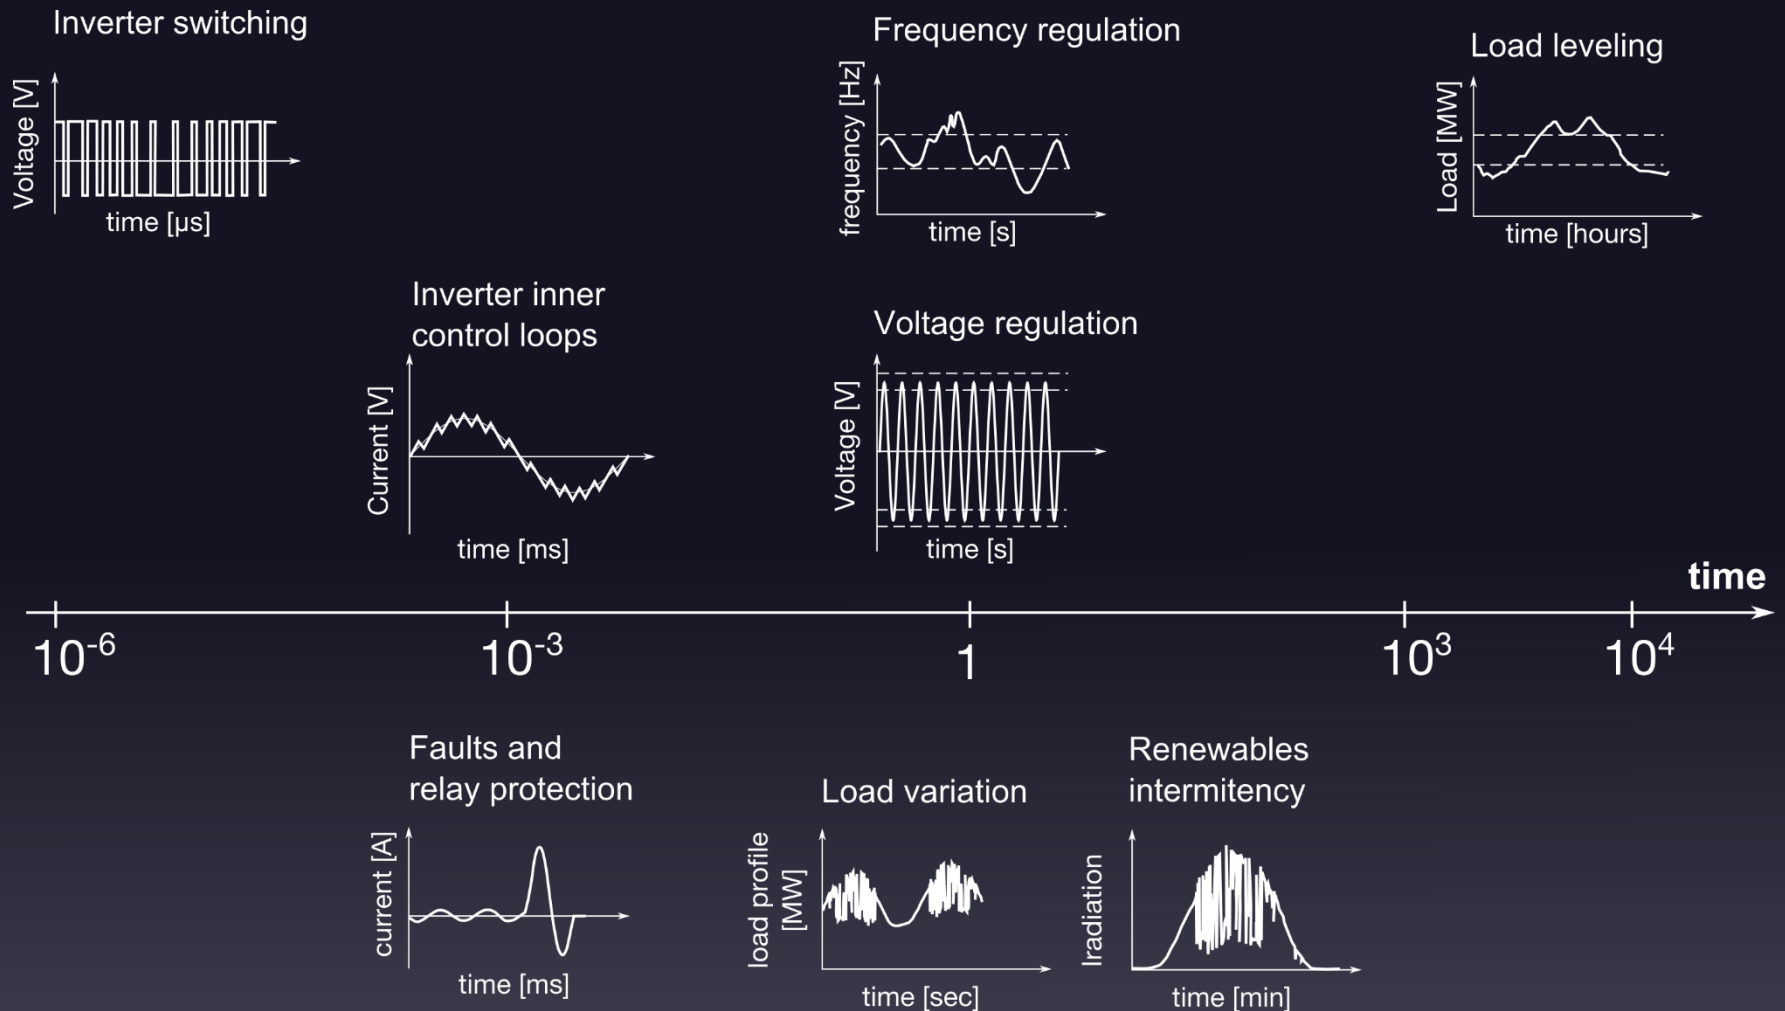 Inverter switching
Voltage [V]
time [µs]
Frequency regulation
frequency [Hz]
time [s]
Load leveling
Load [MW]
time [hours]
Inverter inner
control loops
Current [V]
time [ms]
Voltage regulation
Voltage [V]
time [s]
time
10⁻⁶
10⁻³
1
10³
10⁴
Faults and
relay protection
current [A]
time [ms]
Load variation
load profile
[MW]
time [sec]
Renewables
intermitency
Iradiation
time [min]